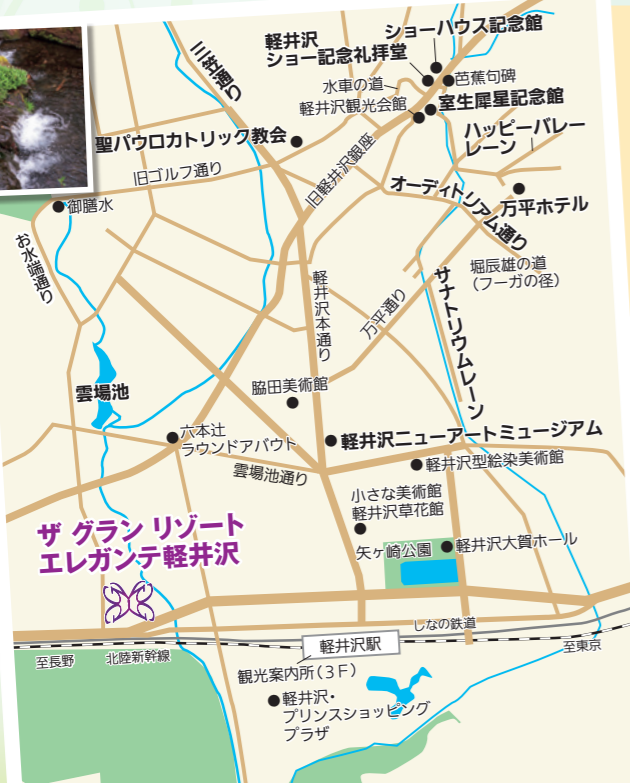 ショーハウス記念館
軽井沢
ショー記念礼拝堂
三笠通り
水車の道
芭蕉句碑
軽井沢観光会館
室生犀星記念館
聖パウロカトリック教会
ハッピーバレー
レーン
旧ゴルフ通り
旧軽井沢銀座
オーディトリアム通り
万平ホテル
御膳水
お水端通り
堀辰雄の道
(フーガの径)
軽井沢本通り
万平通り
サナトリウムレーン
雲場池
脇田美術館
六本辻
ラウンドアバウト
軽井沢ニューアートミュージアム
雲場池通り
軽井沢型絵染美術館
小さな美術館
軽井沢草花館
ザ グラン リゾート
エレガンテ軽井沢
矢ヶ崎公園
軽井沢大賀ホール
しなの鉄道
軽井沢駅
至長野
北陸新幹線
至東京
観光案内所(3F)
軽井沢・
プリンスショッピング
プラザ